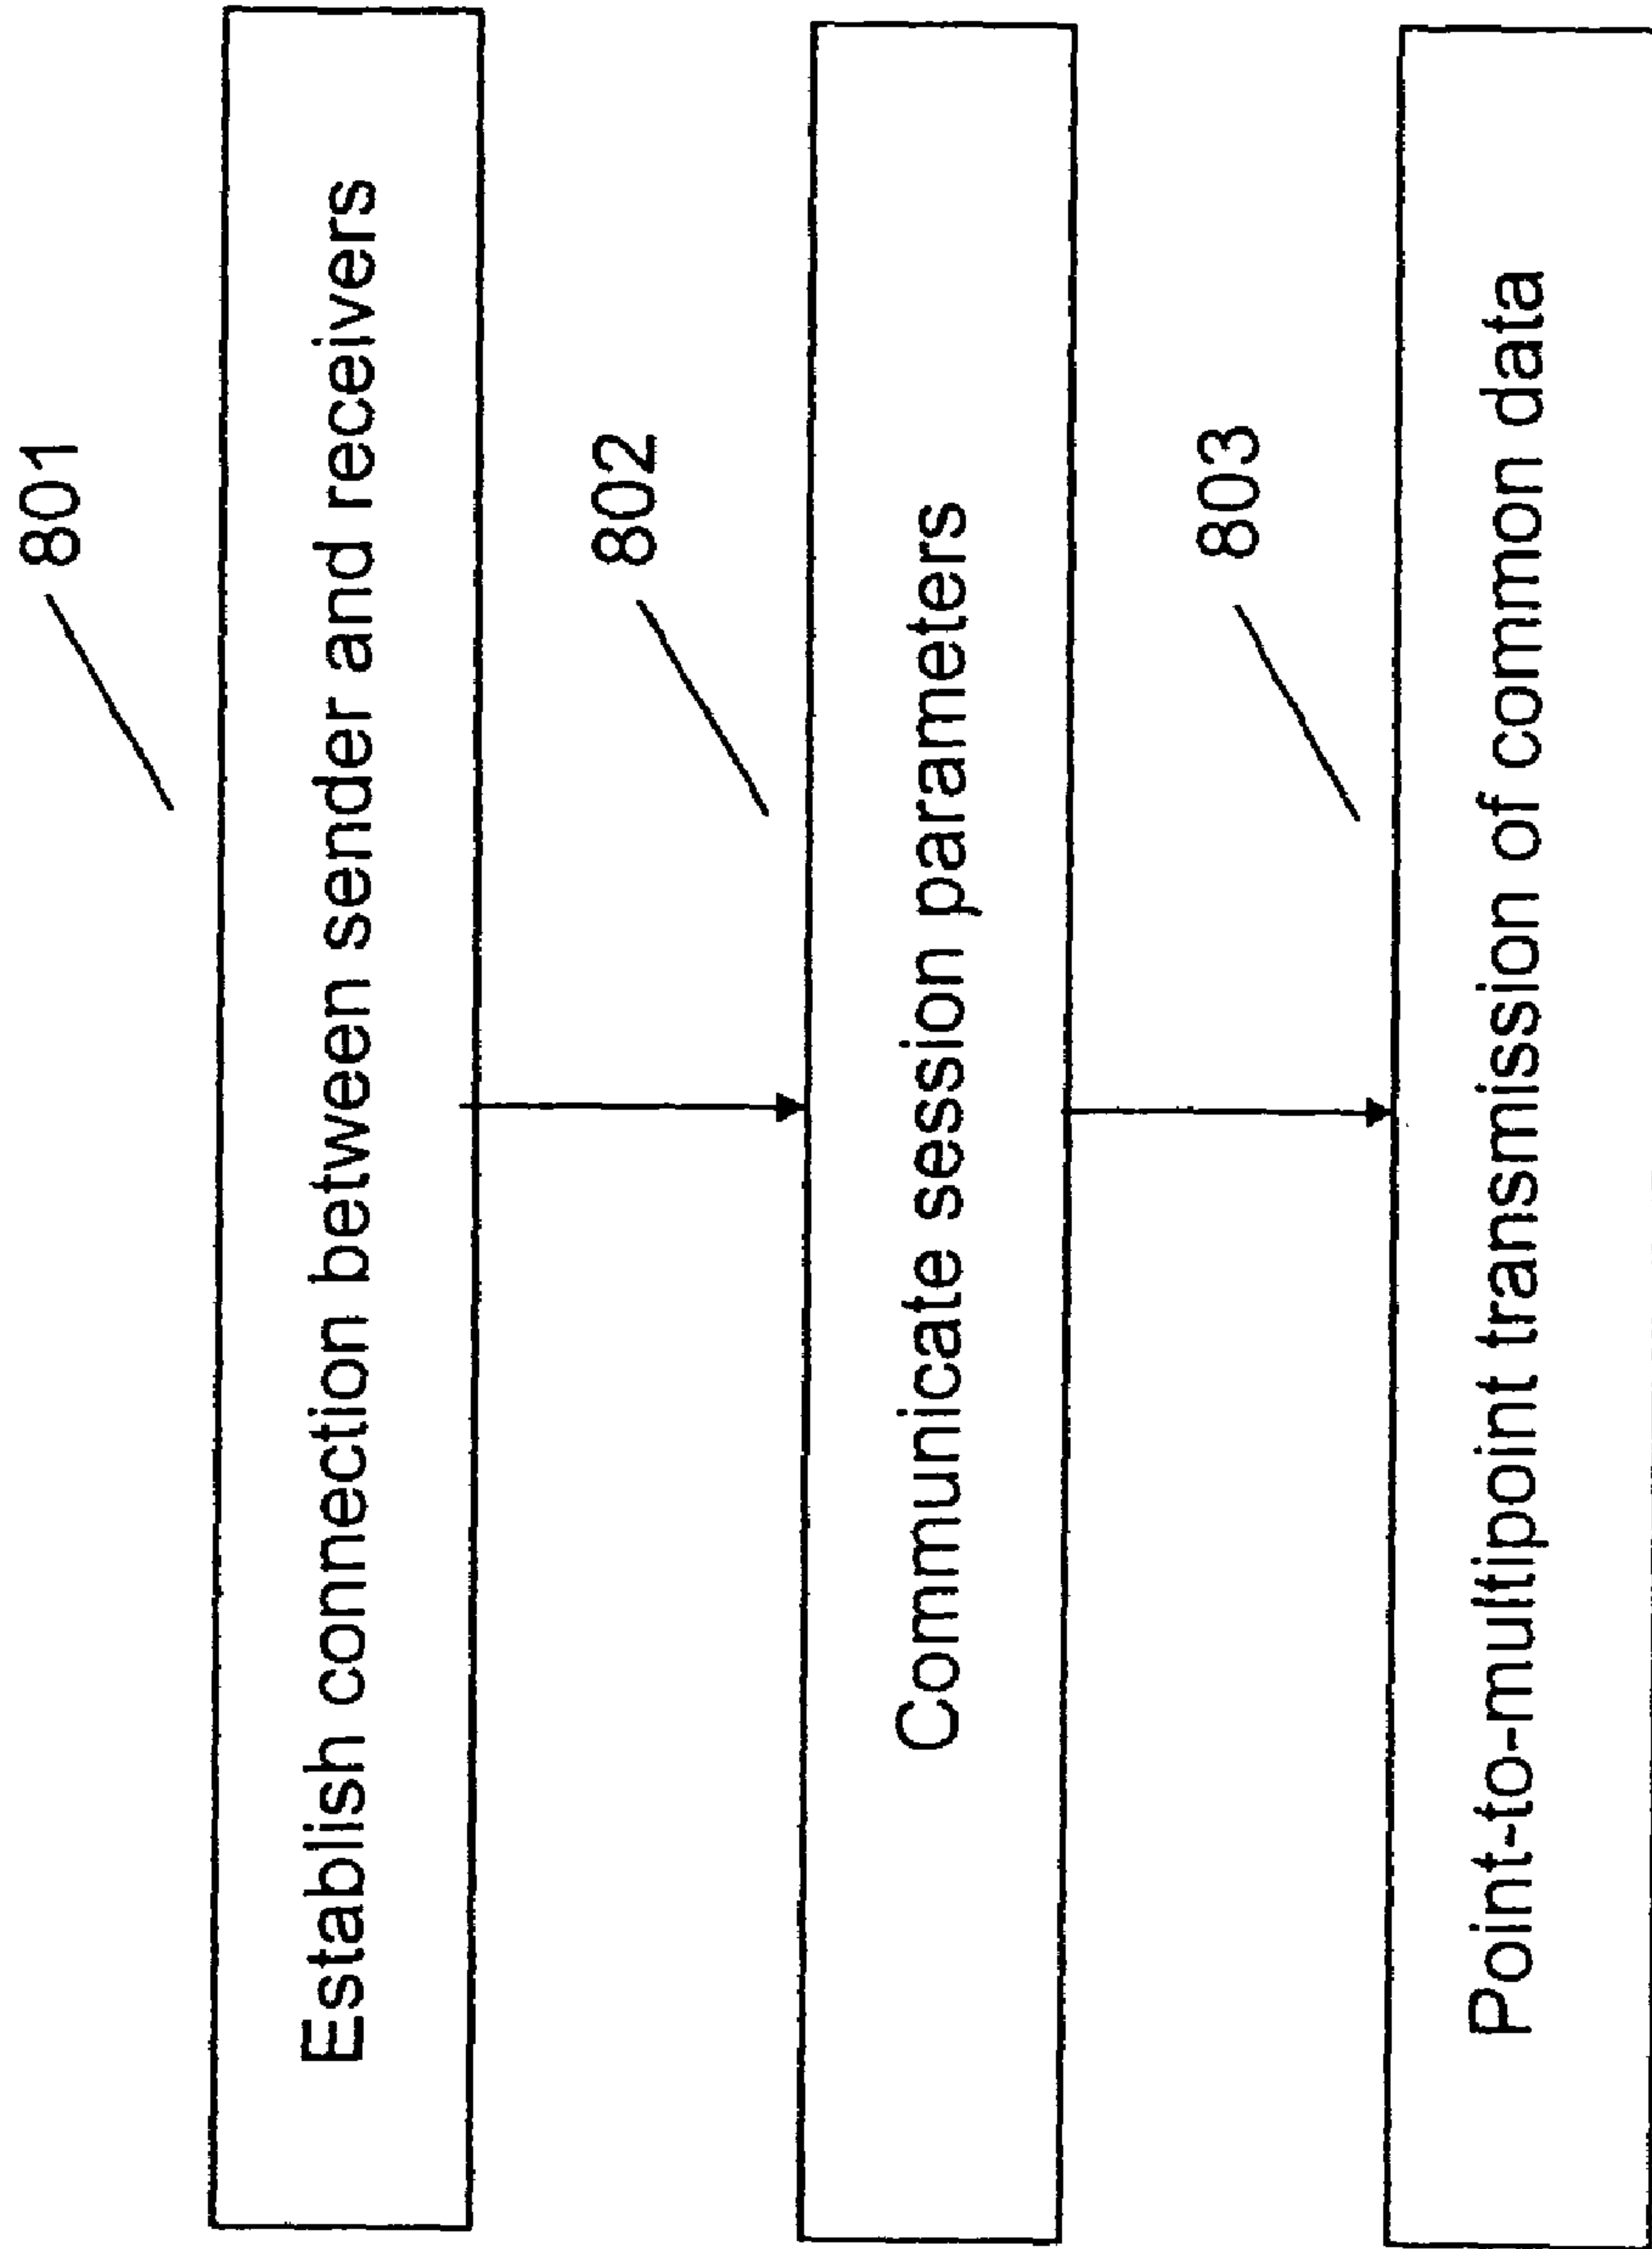 801
Establish connection between sender and receivers
802
Communicate session parameters
803
Point-to-multipoint transmission of common data